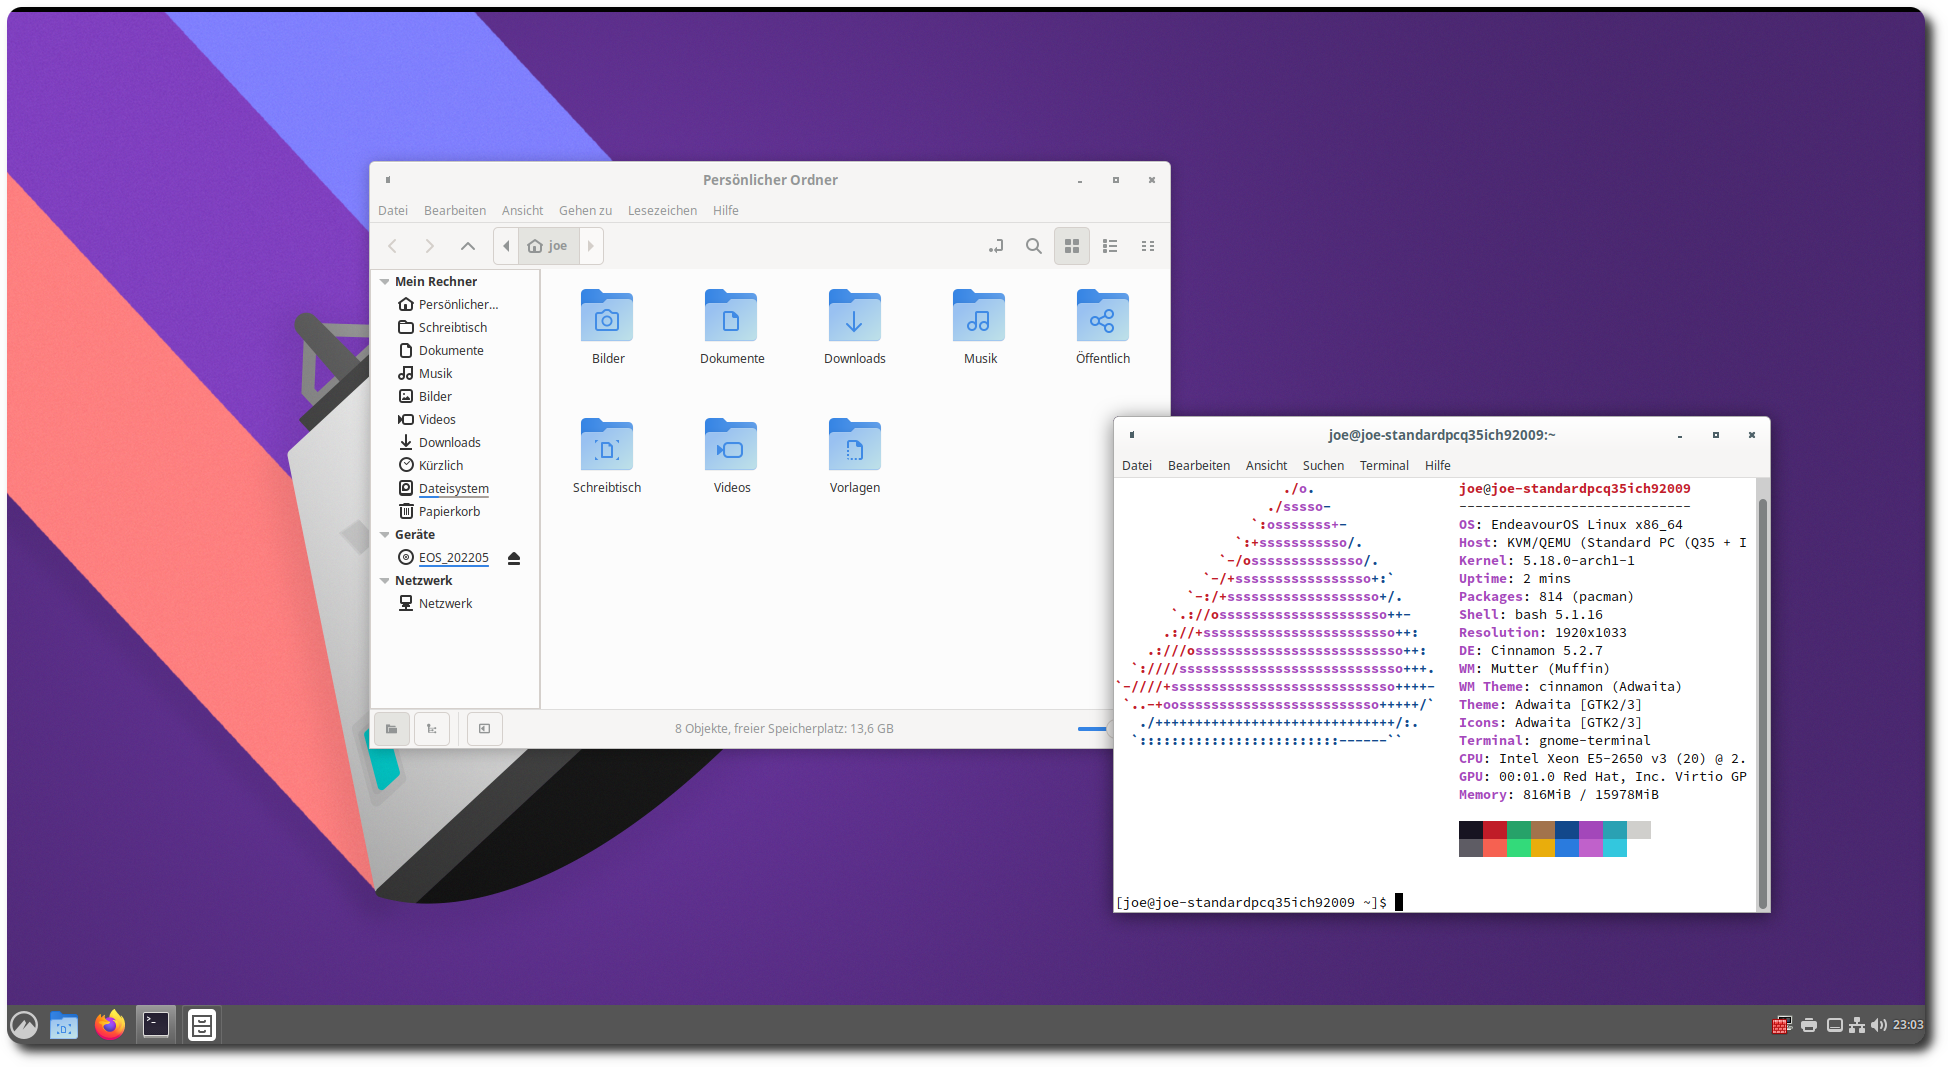 Persönlicher Ordner
Datei Bearbeiten Ansicht Gehen zu Lesezeichen Hilfe
joe
Mein Rechner
Persönlicher...
Schreibtisch
Dokumente
Musik
Bilder
Videos
Downloads
Kürzlich
Dateisystem
Papierkorb
Geräte
EOS_202205
Netzwerk
Netzwerk
Bilder Dokumente Downloads Musik Öffentlich
Schreibtisch Videos Vorlagen
8 Objekte, freier Speicherplatz: 13,6 GB
joe@joe-standardpcq35ich92009:~
Datei Bearbeiten Ansicht Suchen Terminal Hilfe
joe@joe-standardpcq35ich92009
-----------------------------
OS: EndeavourOS Linux x86_64
Host: KVM/QEMU (Standard PC (Q35 + I
Kernel: 5.18.0-arch1-1
Uptime: 2 mins
Packages: 814 (pacman)
Shell: bash 5.1.16
Resolution: 1920x1033
DE: Cinnamon 5.2.7
WM: Mutter (Muffin)
WM Theme: cinnamon (Adwaita)
Theme: Adwaita [GTK2/3]
Icons: Adwaita [GTK2/3]
Terminal: gnome-terminal
CPU: Intel Xeon E5-2650 v3 (20) @ 2.
GPU: 00:01.0 Red Hat, Inc. Virtio GP
Memory: 816MiB / 15978MiB
[joe@joe-standardpcq35ich92009 ~]$
23:03